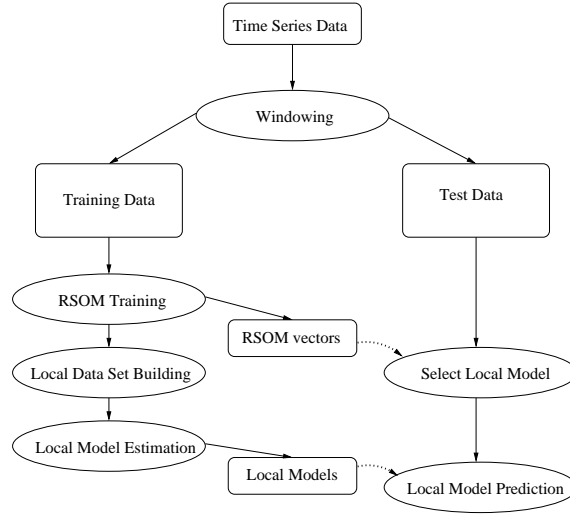 Time Series Data
Windowing
Training Data
Test Data
RSOM Training
RSOM vectors
Local Data Set Building
Select Local Model
Local Model Estimation
Local Models
Local Model Prediction